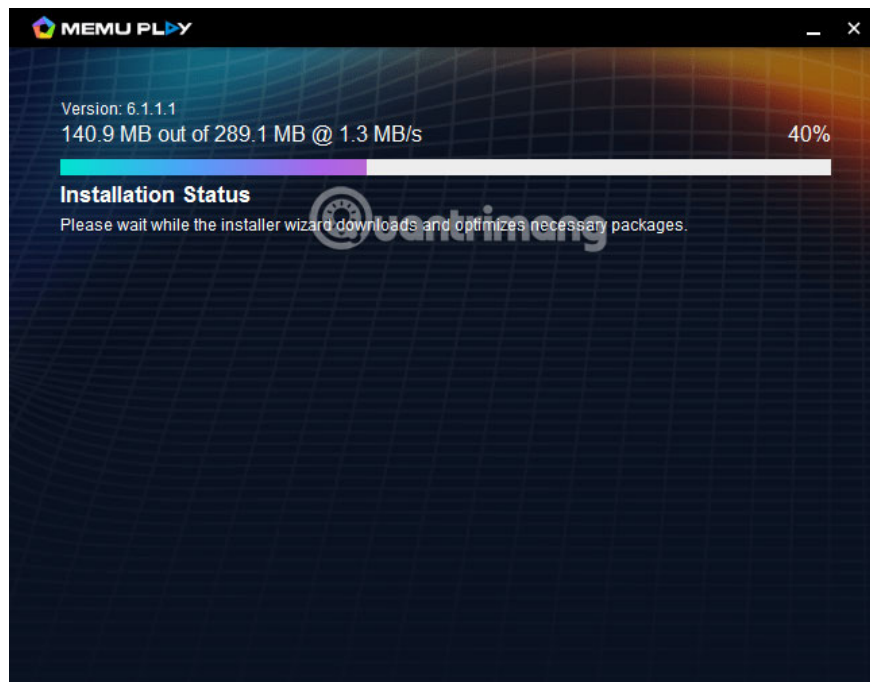 MEMU PLAY
Version: 6.1.1.1
140.9 MB out of 289.1 MB @ 1.3 MB/s 40%
Installation Status
Please wait while the installer wizard downloads and optimizes necessary packages.
@uantrimang